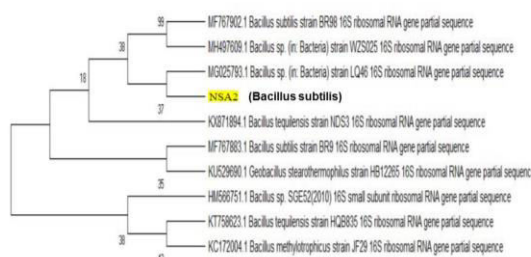 99
MF767902.1 Bacillus subtilis strain BR98 16S ribosomal RNA gene partial sequence
38
MH497609.1 Bacillus sp. (in: Bacteria) strain WZS025 16S ribosomal RNA gene partial sequence
18
MG025793.1 Bacillus sp. (in: Bacteria) strain LQ46 16S ribosomal RNA gene partial sequence
NSA2 (Bacillus subtilis)
37
KX871894.1 Bacillus tequilensis strain NDS3 16S ribosomal RNA gene partial sequence
MF767883.1 Bacillus subtilis strain BR9 16S ribosomal RNA gene partial sequence
KU529690.1 Geobacillus stearothermophilus strain HB12265 16S ribosomal RNA gene partial sequence
35
HM566751.1 Bacillus sp. SGE52(2010) 16S small subunit ribosomal RNA gene partial sequence
KT758623.1 Bacillus tequilensis strain HQB835 16S ribosomal RNA gene partial sequence
KC172004.1 Bacillus methylotrophicus strain JF29 16S ribosomal RNA gene partial sequence